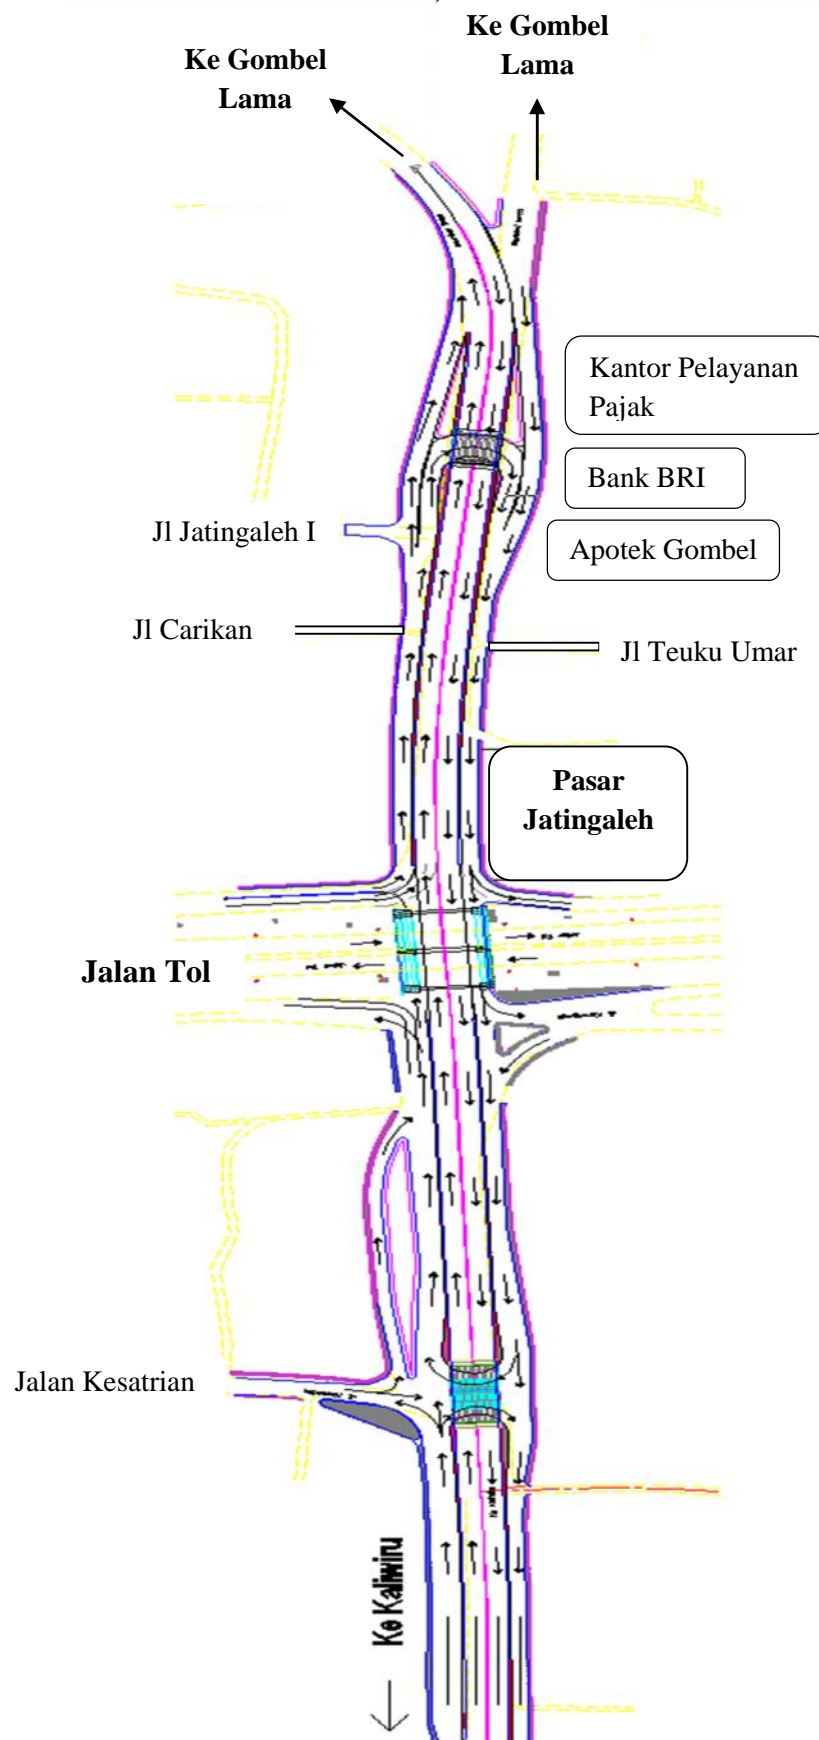 Ke Gombel
Lama
Ke Gombel
Lama
Kantor Pelayanan
Pajak
Bank BRI
Jl Jatingaleh I
Apotek Gombel
Jl Carikan
Jl Teuku Umar
Pasar
Jatingaleh
Jalan Tol
Jalan Kesatrian
Ke Kaliwiru